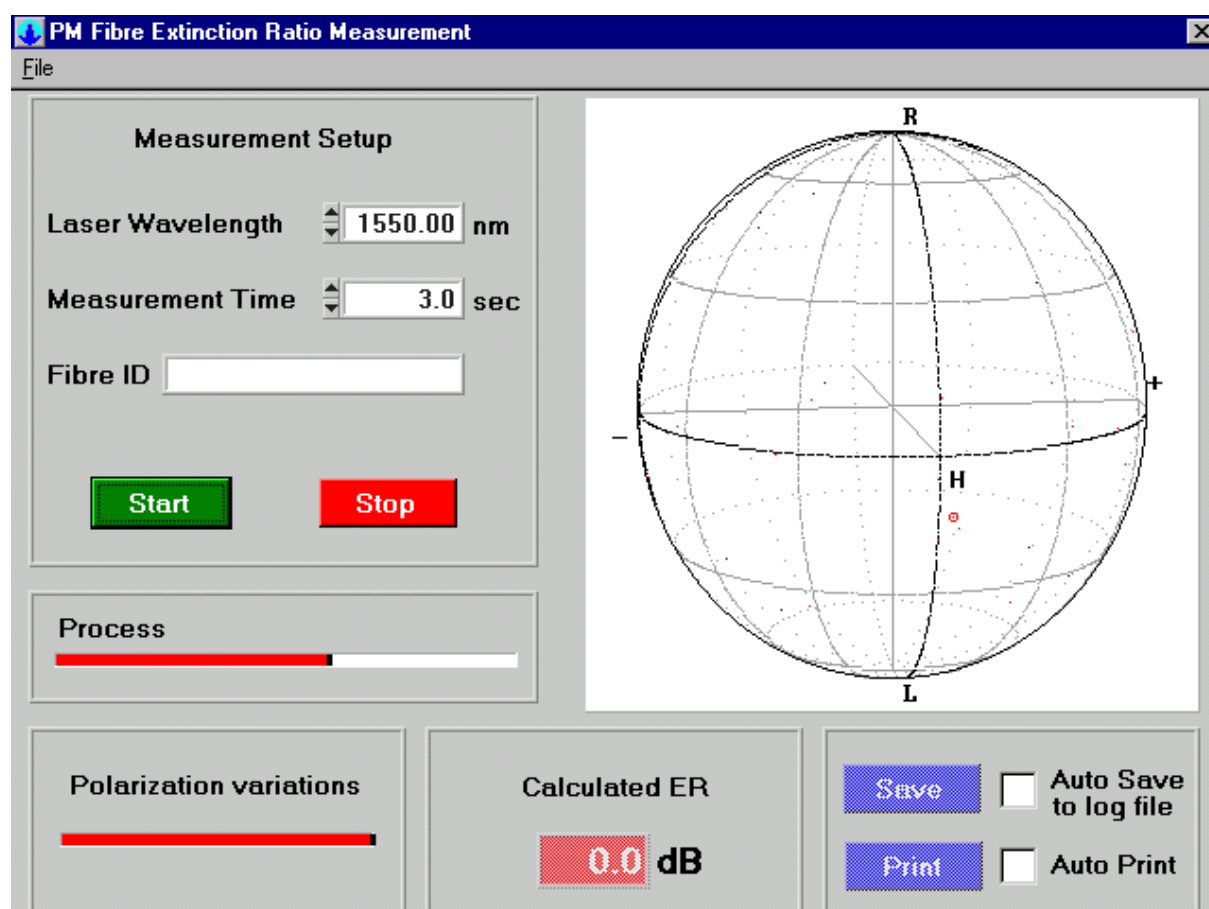 PM Fibre Extinction Ratio Measurement
File
Measurement Setup
Laser Wavelength 1550.00 nm
Measurement Time 3.0 sec
Fibre ID
Start Stop
Process
R
+
−
H
L
Polarization variations
Calculated ER
0.0 dB
Save
Auto Save
to log file
Print
Auto Print